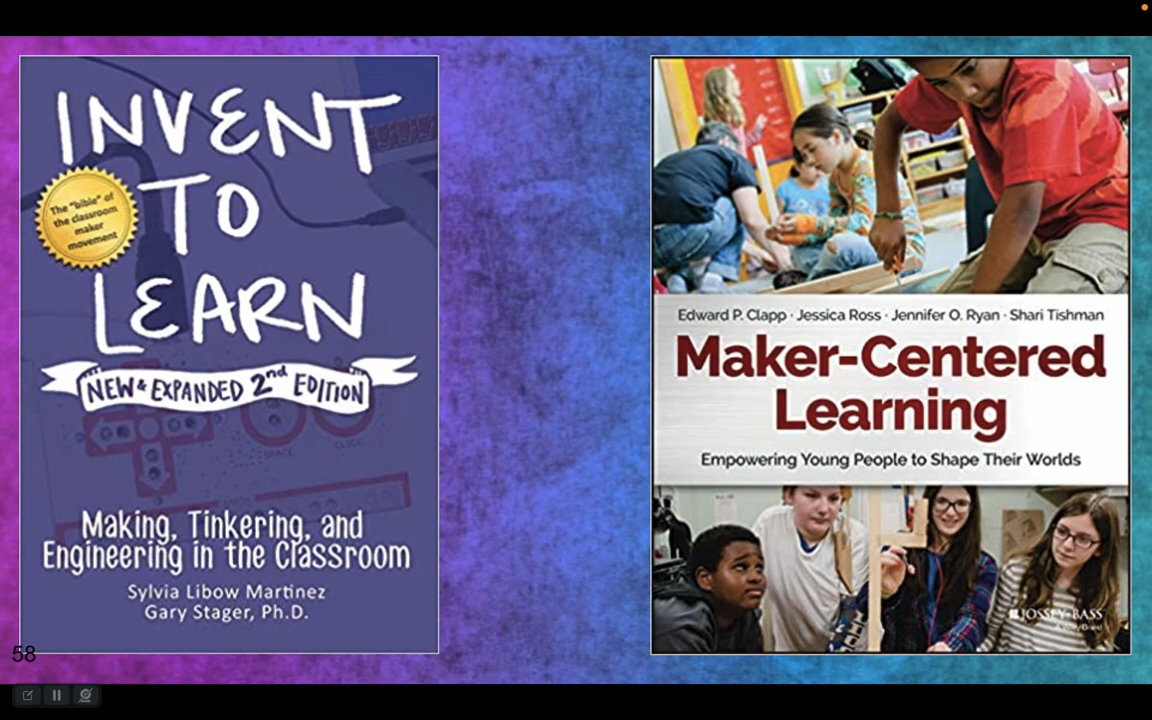 INVENT
TO
LEARN
The "bible" of
the classroom
maker
movement
NEW & EXPANDED 2nd EDITION
Making, Tinkering, and
Engineering in the Classroom
Sylvia Libow Martinez
Gary Stager, Ph.D.
58
Edward P. Clapp · Jessica Ross · Jennifer O. Ryan · Shari Tishman
Maker-Centered
Learning
Empowering Young People to Shape Their Worlds
JOSSEY-BASS
A Wiley Brand